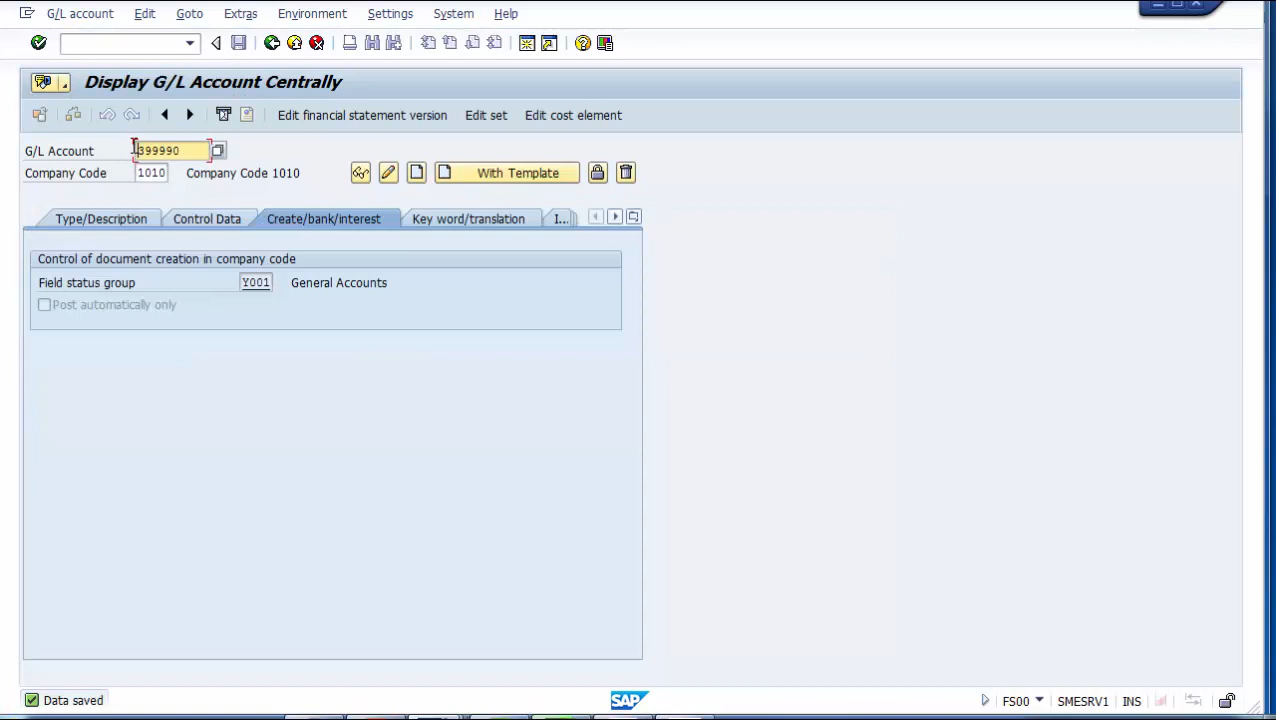 G/L account Edit Goto Extras Environment Settings System Help
Display G/L Account Centrally
Edit financial statement version Edit set Edit cost element
G/L Account 399990
Company Code 1010 Company Code 1010 With Template
Type/Description Control Data Create/bank/interest Key word/translation I...
Control of document creation in company code
Field status group Y001 General Accounts
Post automatically only
Data saved SAP FS00 SMESRV1 INS